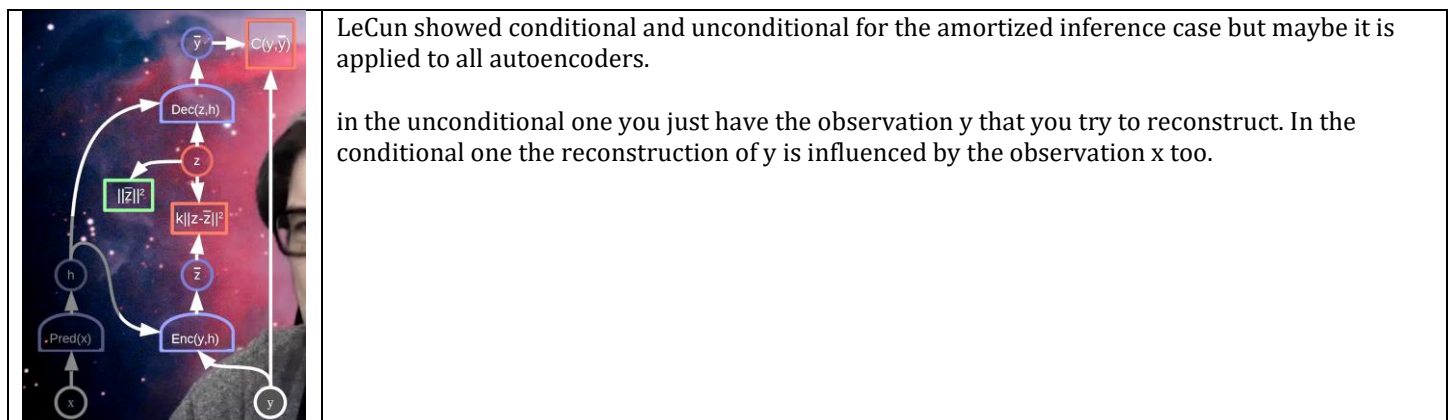 ȳ
C(y,ȳ)
Dec(z,h)
z
||z̄||²
k||z-z̄||²
h
z̄
Pred(x)
Enc(y,h)
x
y
LeCun showed conditional and unconditional for the amortized inference case but maybe it is
applied to all autoencoders.
in the unconditional one you just have the observation y that you try to reconstruct. In the
conditional one the reconstruction of y is influenced by the observation x too.